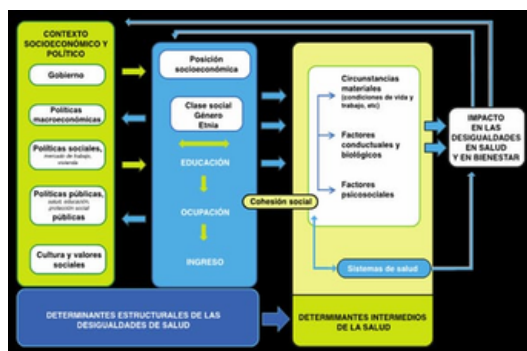 CONTEXTO
SOCIOECONÓMICO Y
POLÍTICO
Gobierno
Políticas
macroeconómicas,
Políticas sociales,
mercado de trabajo,
vivienda
Políticas públicas,
salud, educación,
protección social
públicas
Cultura y valores
sociales
Posición
socioeconómica
Clase social
Género
Etnia
EDUCACIÓN
OCUPACIÓN
INGRESO
Cohesión social
Circunstancias
materiales
(condiciones de vida y
trabajo, etc)
Factores
conductuales y
biológicos
Factores
psicosociales
Sistemas de salud
IMPACTO
EN LAS
DESIGUALDADES
EN SALUD
Y EN BIENESTAR
DETERMINANTES ESTRUCTURALES DE LAS
DESIGUALDADES DE SALUD
DETERMIMANTES INTERMEDIOS
DE LA SALUD